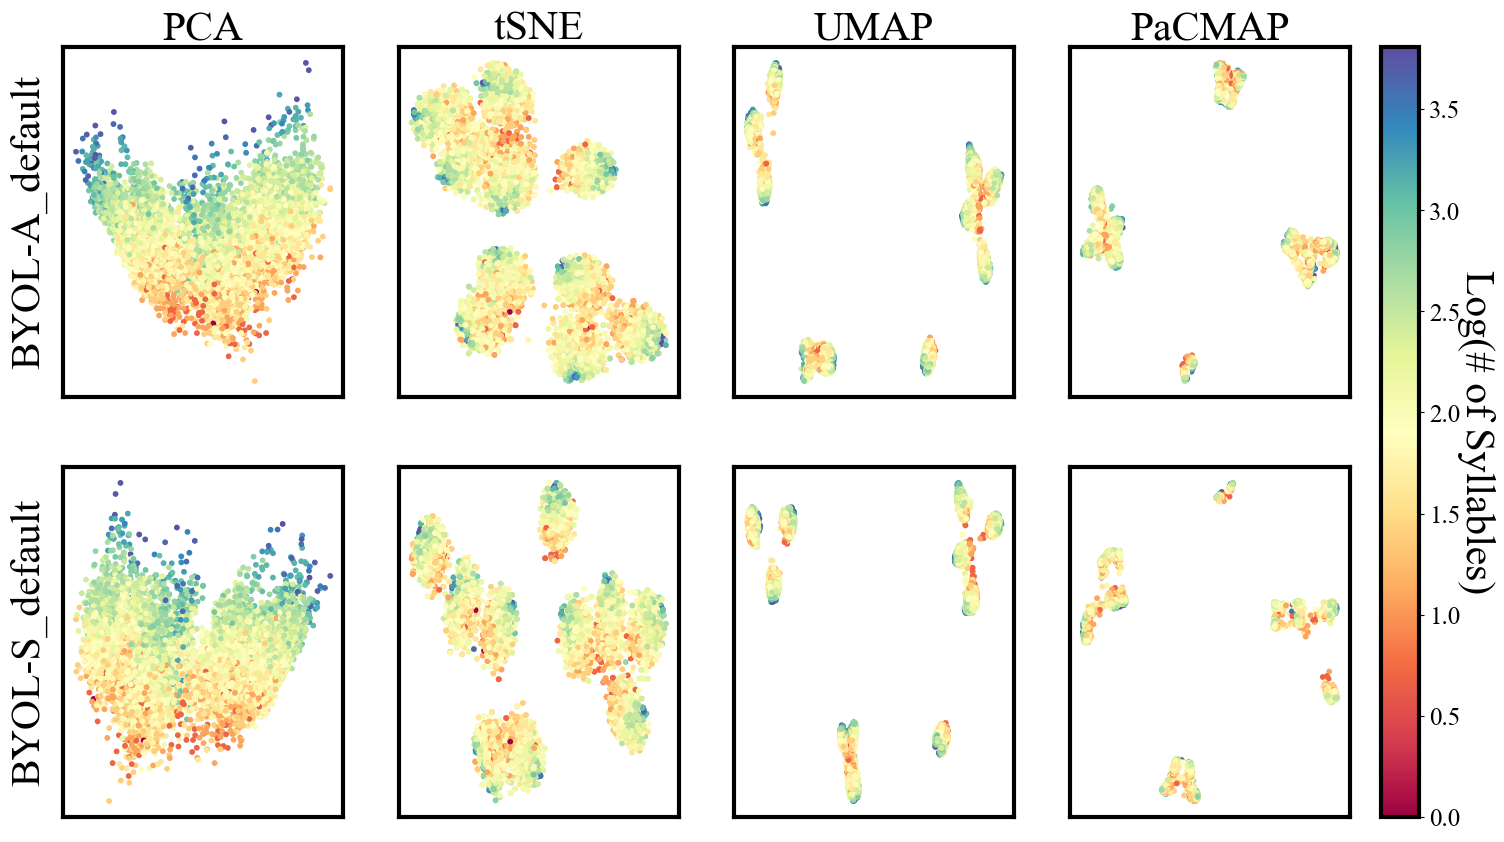 PCA
tSNE
UMAP
PaCMAP
BYOL-A_default
BYOL-S_default
3.5
3.0
2.5
2.0
1.5
1.0
0.5
0.0
Log(# of Syllables)